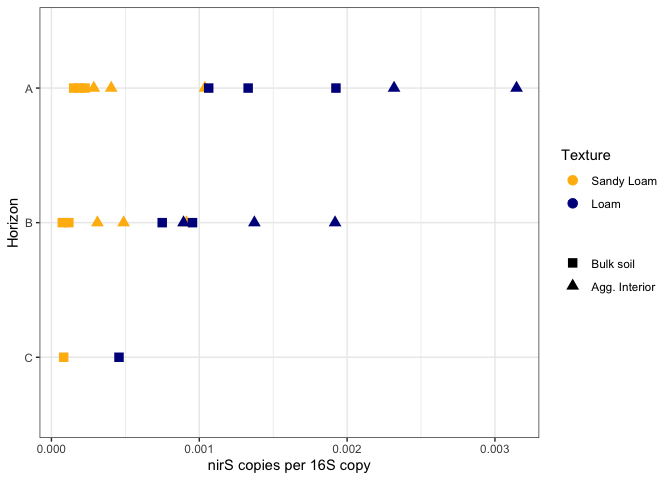 A
B
C
Horizon
0.000
0.001
0.002
0.003
nirS copies per 16S copy
Texture
Sandy Loam
Loam
Bulk soil
Agg. Interior